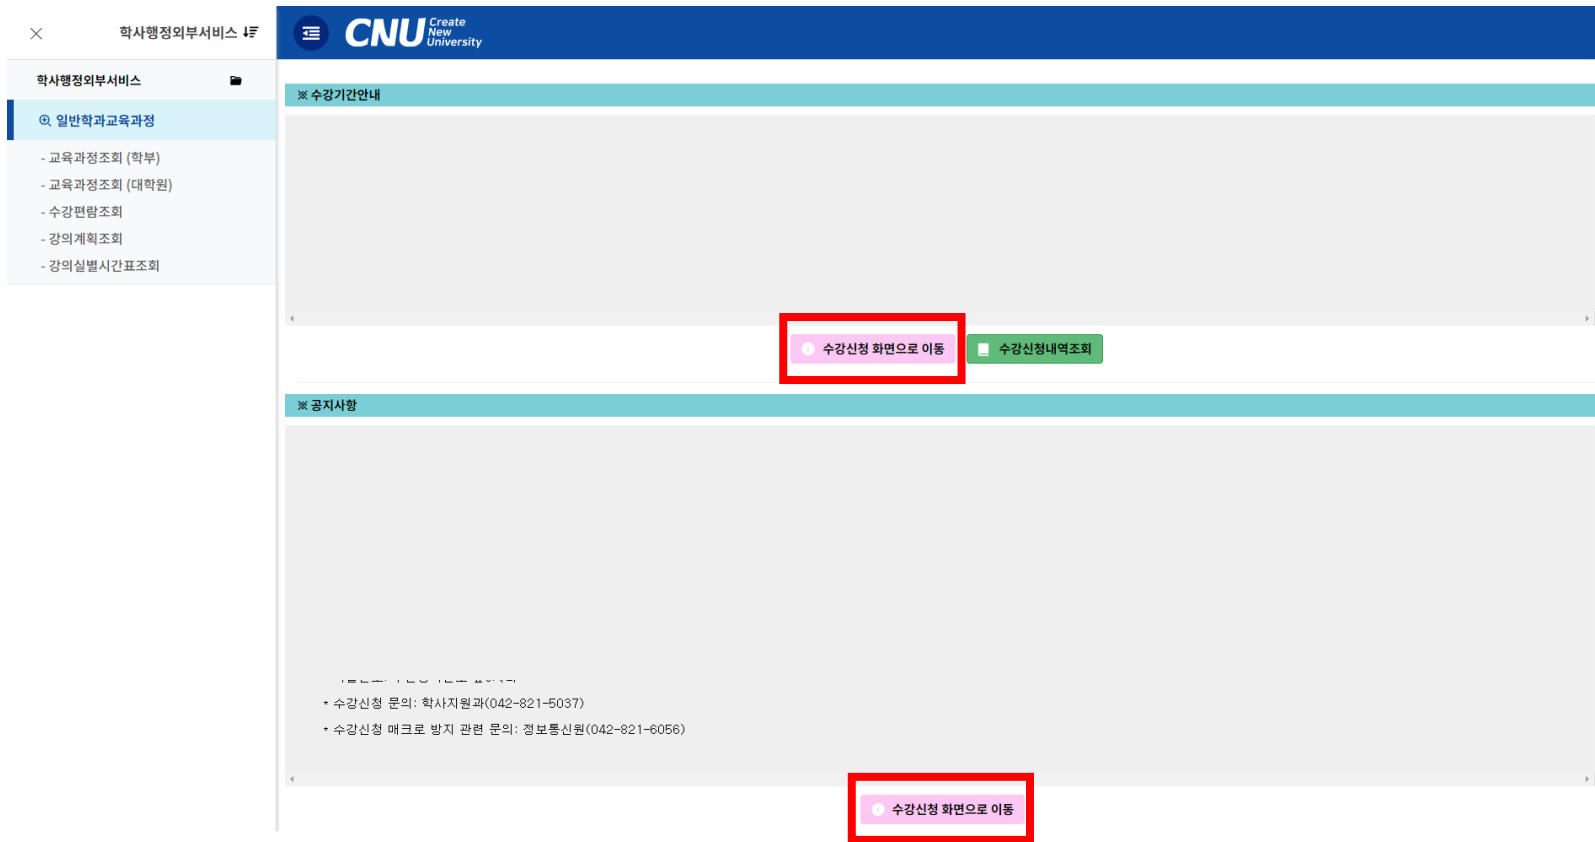 학사행정외부서비스
학사행정외부서비스
일반학과교육과정
- 교육과정조회 (학부)
- 교육과정조회 (대학원)
- 수강편람조회
- 강의계획조회
- 강의실별시간표조회
CNU Create New University
※ 수강기간안내
수강신청 화면으로 이동
수강신청내역조회
※ 공지사항
* 수강신청 문의: 학사지원과(042-821-5037)
* 수강신청 매크로 방지 관련 문의: 정보통신원(042-821-6056)
수강신청 화면으로 이동